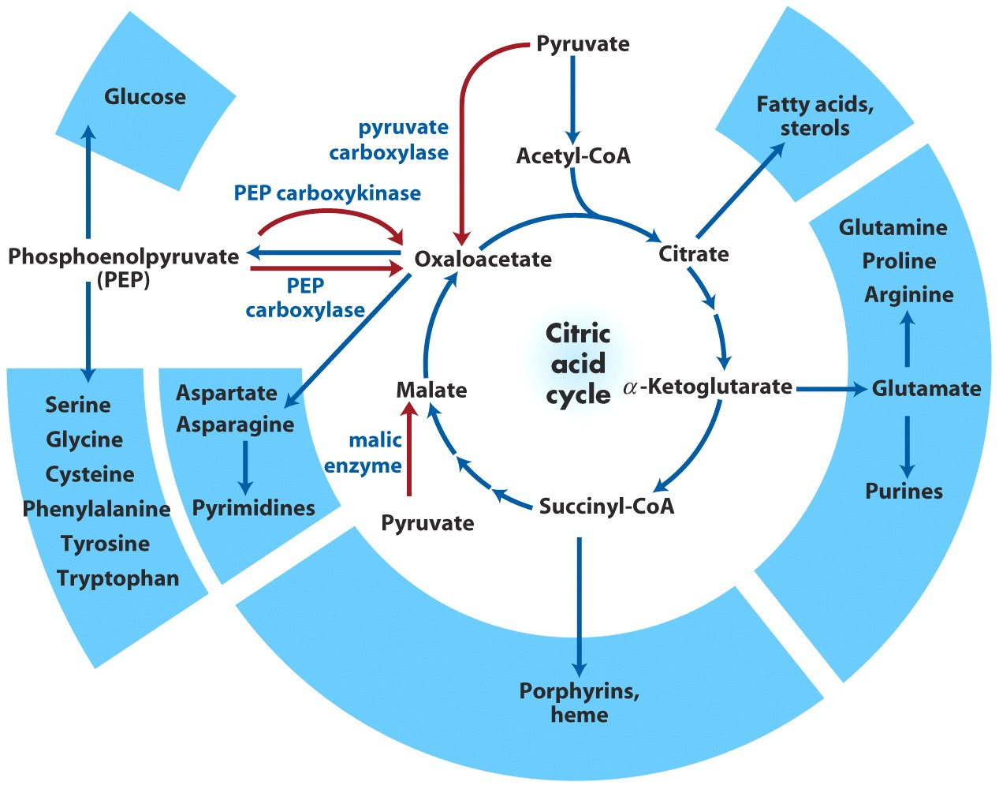 Pyruvate
Glucose
Fatty acids,
sterols
pyruvate
carboxylase
Acetyl-CoA
PEP carboxykinase
Glutamine
Proline
Arginine
Phosphoenolpyruvate
(PEP)
Oxaloacetate
Citrate
PEP
carboxylase
Citric
acid
cycle
α-Ketoglutarate
Glutamate
Purines
Malate
Aspartate
Asparagine
Pyrimidines
Serine
Glycine
Cysteine
Phenylalanine
Tyrosine
Tryptophan
malic
enzyme
Pyruvate
Succinyl-CoA
Porphyrins,
heme